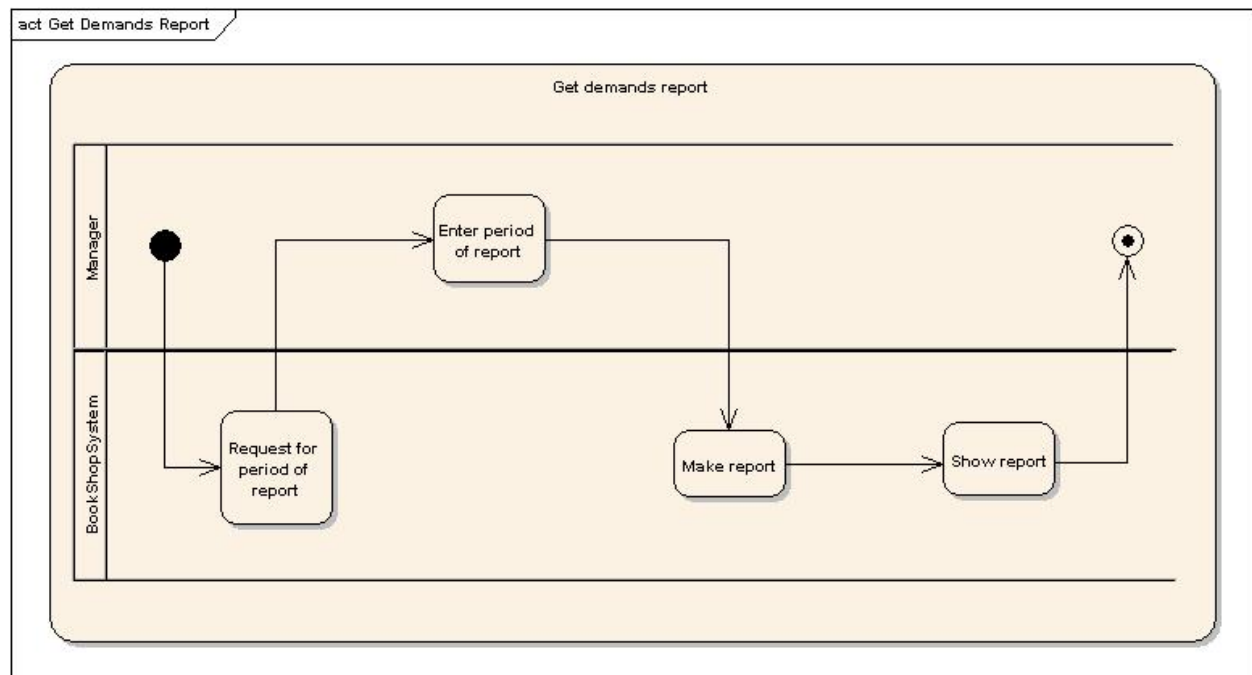 act Get Demands Report
Get demands report
Manager
Enter period
of report
BookShopSystem
Request for
period of
report
Make report
Show report